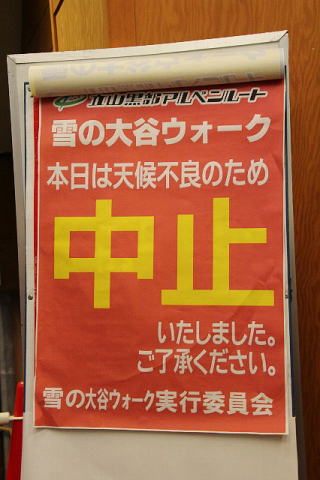 立山黒部アルペンルート
雪の大谷ウォーク
本日は天候不良のため
中止
いたしました。
ご了承ください。
雪の大谷ウォーク実行委員会